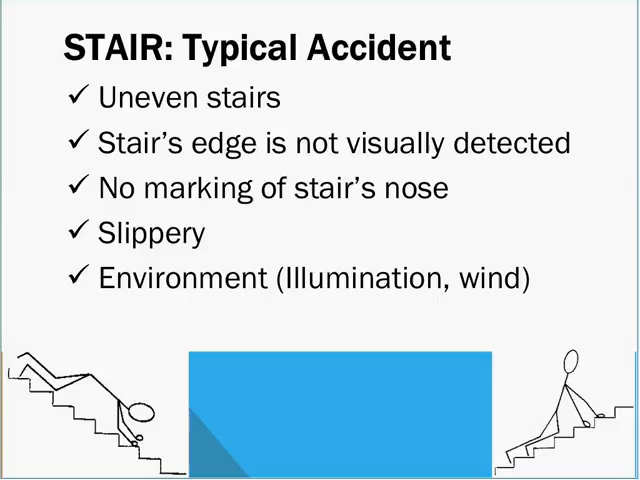 STAIR: Typical Accident
✓ Uneven stairs
✓ Stair's edge is not visually detected
✓ No marking of stair's nose
✓ Slippery
✓ Environment (Illumination, wind)